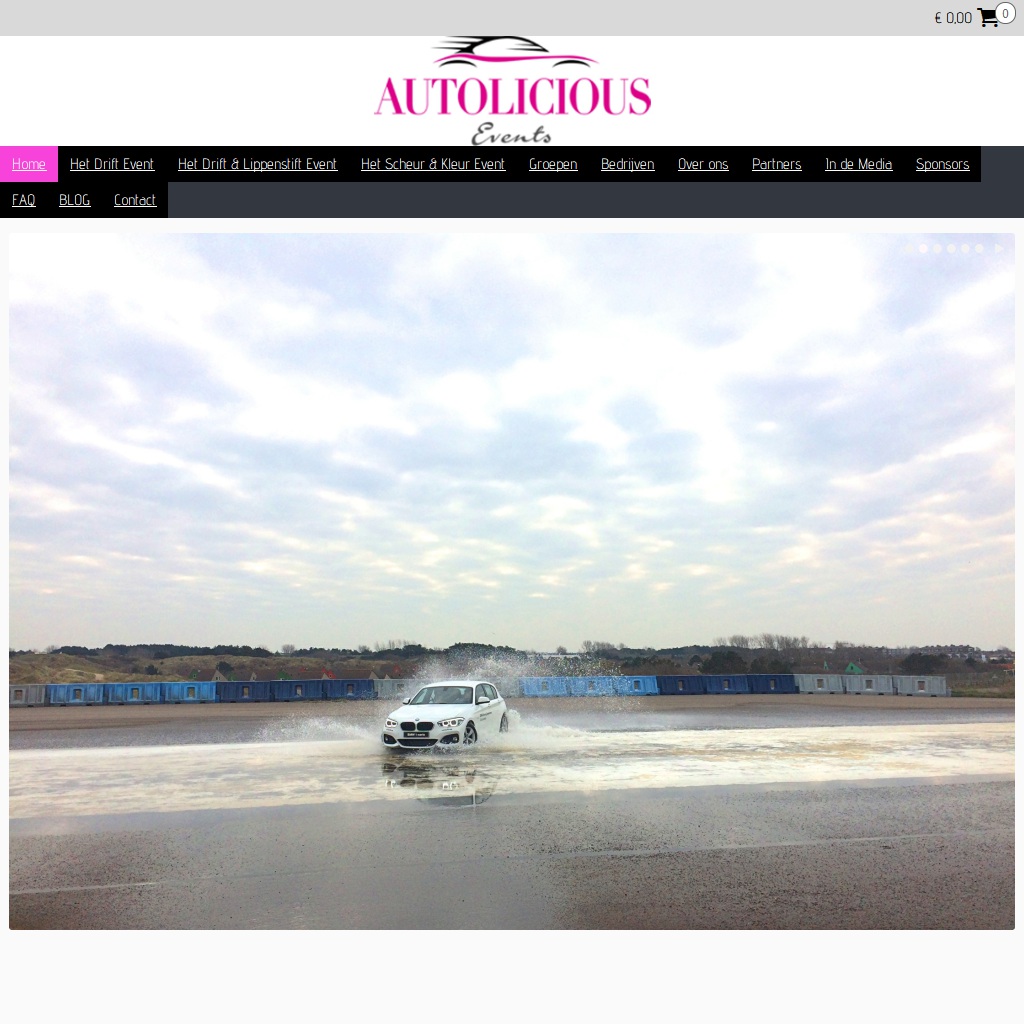 € 0,00 0
AUTOLICIOUS
Events
Home Het Drift Event Het Drift & Lippenstift Event Het Scheur & Kleur Event Groepen Bedrijven Over ons Partners In de Media Sponsors
FAQ BLOG Contact